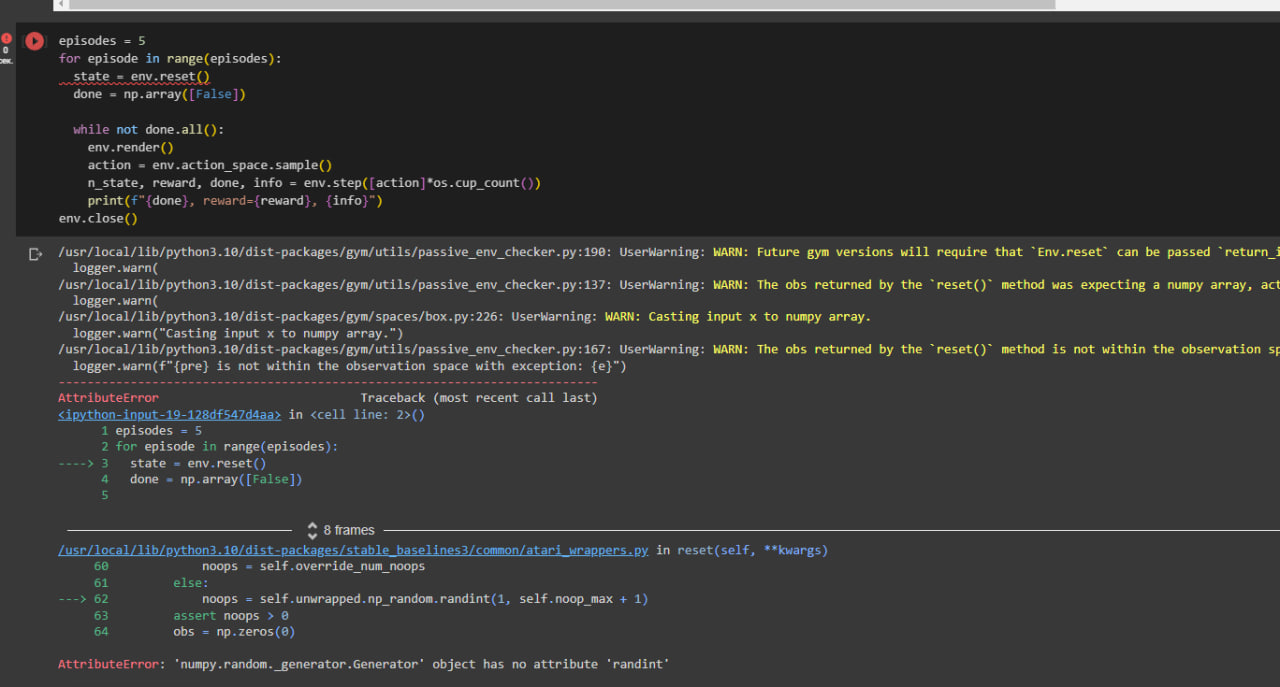 episodes = 5
for episode in range(episodes):
state = env.reset()
done = np.array([False])
while not done.all():
env.render()
action = env.action_space.sample()
n_state, reward, done, info = env.step([action]*os.cup_count())
print(f"{done}, reward={reward}, {info}")
env.close()
/usr/local/lib/python3.10/dist-packages/gym/utils/passive_env_checker.py:190: UserWarning: WARN: Future gym versions will require that `Env.reset` can be passed `return_i
logger.warn(
/usr/local/lib/python3.10/dist-packages/gym/utils/passive_env_checker.py:137: UserWarning: WARN: The obs returned by the `reset()` method was expecting a numpy array, act
logger.warn(
/usr/local/lib/python3.10/dist-packages/gym/spaces/box.py:226: UserWarning: WARN: Casting input x to numpy array.
logger.warn("Casting input x to numpy array.")
/usr/local/lib/python3.10/dist-packages/gym/utils/passive_env_checker.py:167: UserWarning: WARN: The obs returned by the `reset()` method is not within the observation sp
logger.warn(f"{pre} is not within the observation space with exception: {e}")
---------------------------------------------------------------------------
AttributeError Traceback (most recent call last)
<ipython-input-19-128df547d4aa> in <cell line: 2>()
1 episodes = 5
2 for episode in range(episodes):
----> 3 state = env.reset()
4 done = np.array([False])
5
8 frames
/usr/local/lib/python3.10/dist-packages/stable_baselines3/common/atari_wrappers.py in reset(self, **kwargs)
60 noops = self.override_num_noops
61 else:
---> 62 noops = self.unwrapped.np_random.randint(1, self.noop_max + 1)
63 assert noops > 0
64 obs = np.zeros(0)
AttributeError: 'numpy.random._generator.Generator' object has no attribute 'randint'